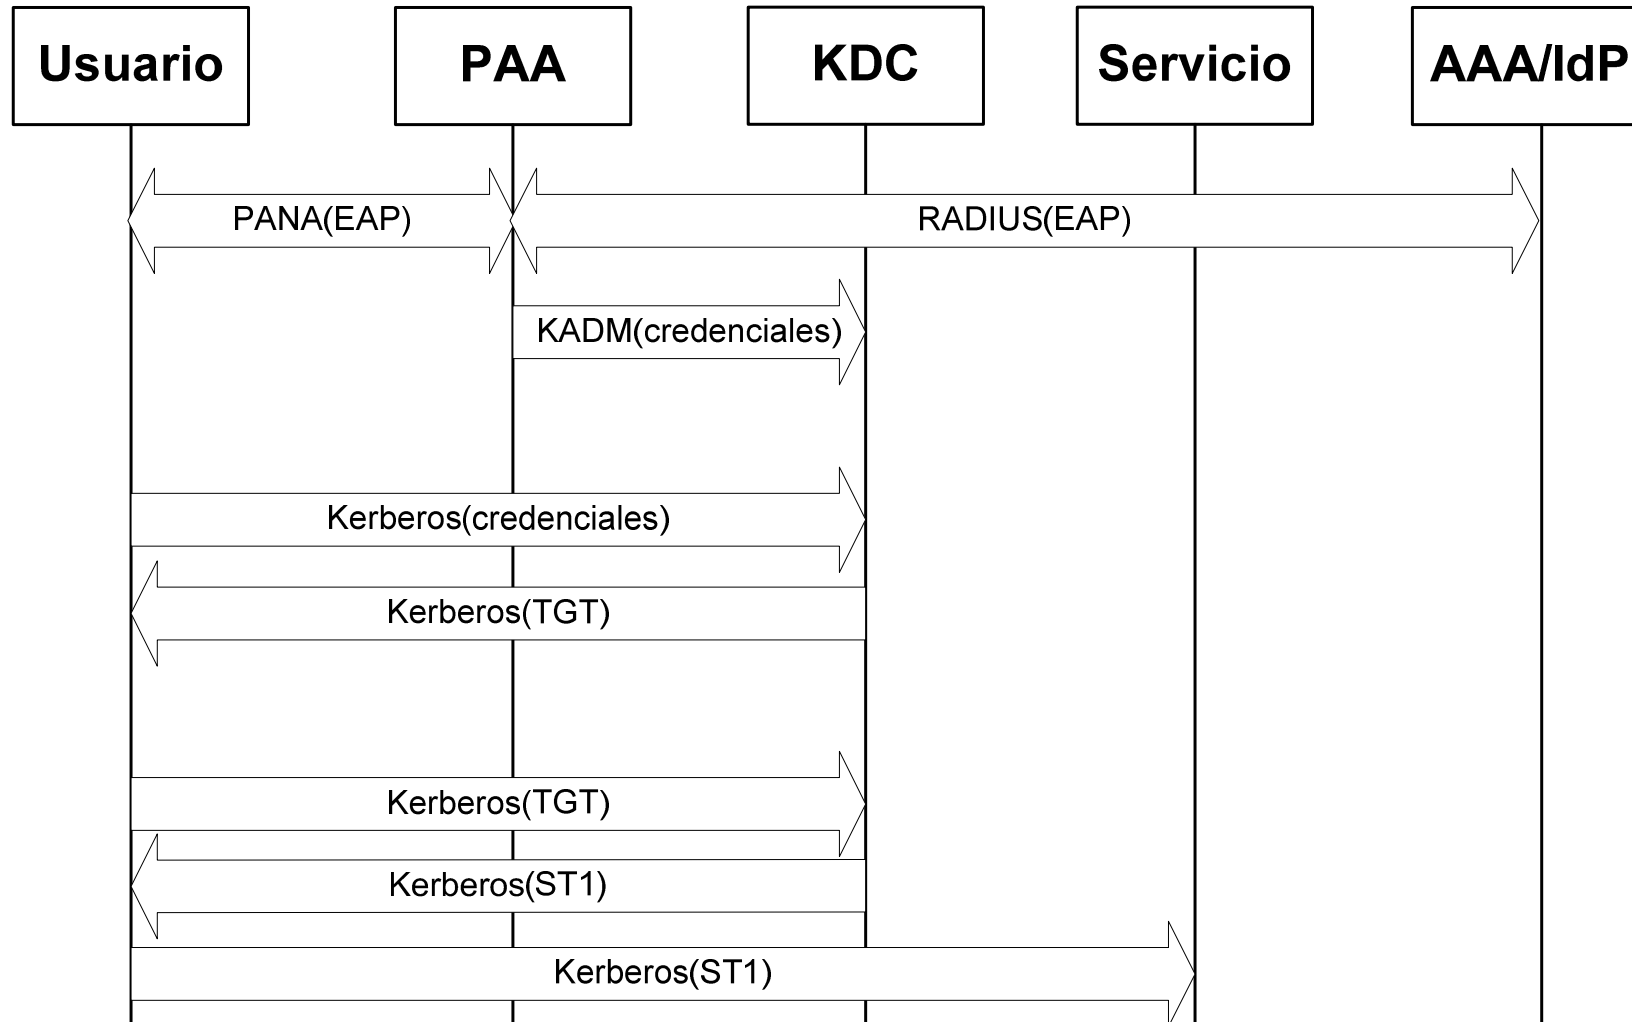 Usuario
PAA
KDC
Servicio
AAA/IdP
PANA(EAP)
RADIUS(EAP)
KADM(credenciales)
Kerberos(credenciales)
Kerberos(TGT)
Kerberos(TGT)
Kerberos(ST1)
Kerberos(ST1)